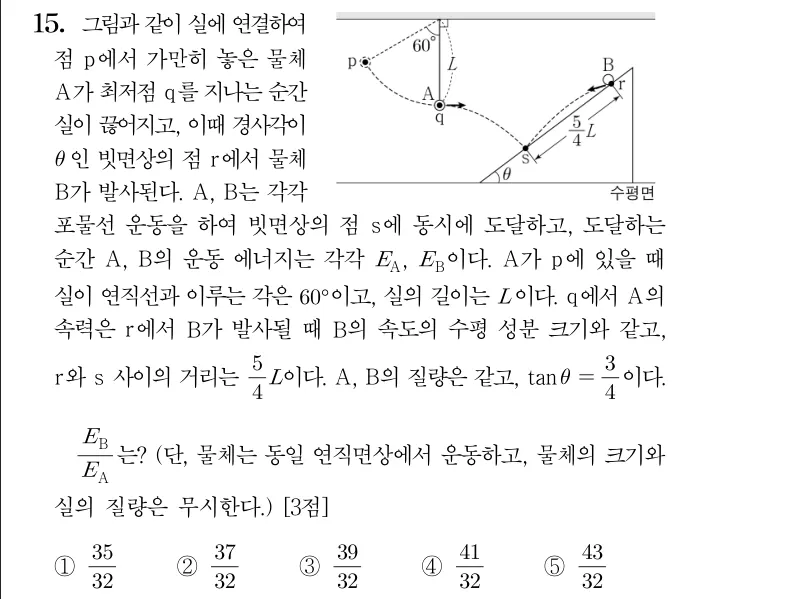 15. 그림과 같이 실에 연결하여
점 p에서 가만히 놓은 물체
A가 최저점 q를 지나는 순간
실이 끊어지고, 이때 경사각이
θ인 빗면상의 점 r에서 물체
B가 발사된다. A, B는 각각
60°
p
L
A
q
B
r
5/4 L
s
θ
수평면
포물선 운동을 하여 빗면상의 점 s에 동시에 도달하고, 도달하는
순간 A, B의 운동 에너지는 각각 E_A, E_B이다. A가 p에 있을 때
실이 연직선과 이루는 각은 60°이고, 실의 길이는 L이다. q에서 A의
속력은 r에서 B가 발사될 때 B의 속도의 수평 성분 크기와 같고,
r와 s 사이의 거리는 5/4 L이다. A, B의 질량은 같고, tanθ = 3/4 이다.
E_B/E_A 는? (단, 물체는 동일 연직면상에서 운동하고, 물체의 크기와
실의 질량은 무시한다.) [3점]
① 35/32 ② 37/32 ③ 39/32 ④ 41/32 ⑤ 43/32